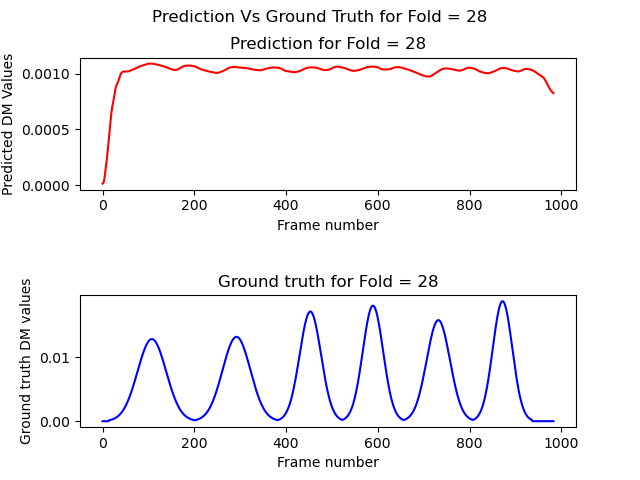 Prediction Vs Ground Truth for Fold = 28
Prediction for Fold = 28
Predicted DM Values
0.0010
0.0005
0.0000
0 200 400 600 800 1000
Frame number
Ground truth for Fold = 28
Ground truth DM values
0.01
0.00
0 200 400 600 800 1000
Frame number